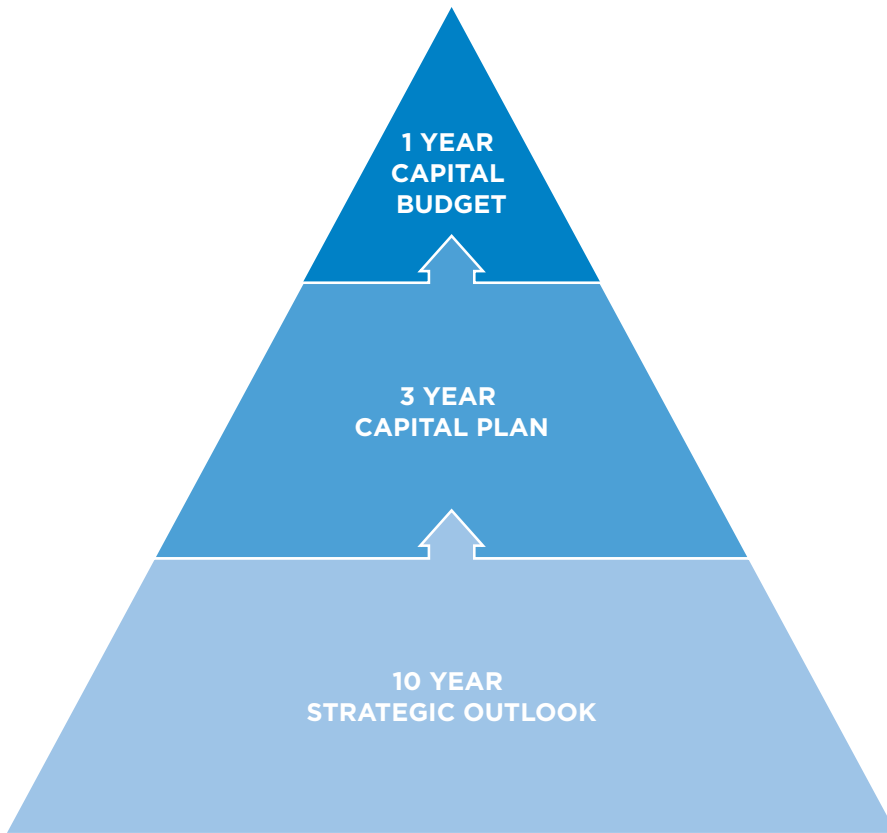 1 YEAR
CAPITAL
BUDGET
3 YEAR
CAPITAL PLAN
10 YEAR
STRATEGIC OUTLOOK